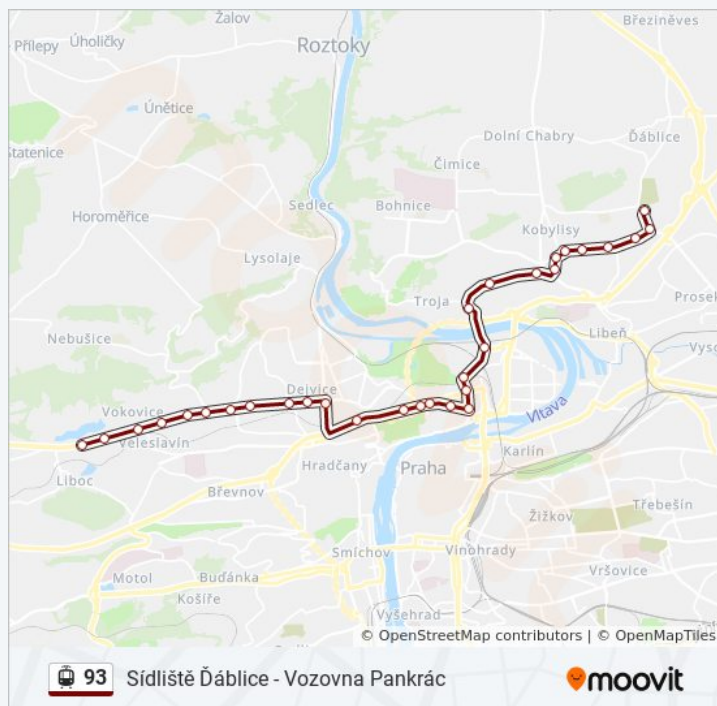 Březiněves
Žalov
Přílepy
Úholičky
Roztoky
Únětice
Dolní Chabry
Ďáblice
Statenice
Čimice
Bohnice
Sedlec
Horoměřice
Kobylisy
Lysolaje
Troja
Prosek
Nebušice
Libeň
Vyso
Dejvice
Vokovice
Vltava
Veleslavín
Karlín
Liboc
Hradčany
Praha
Břevnov
Třebešín
Žižkov
Smíchov
Vinohrady
Motol
Buďánka
Vršovice
Košíře
Vyšehrad
© OpenStreetMap contributors | © OpenMapTiles
93 Sídliště Ďáblice - Vozovna Pankrác
moovit